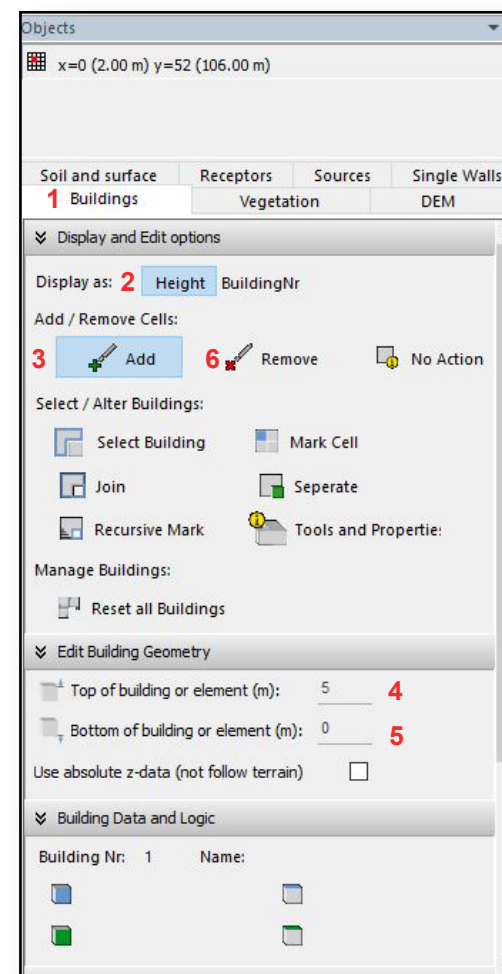 Objects
x=0 (2.00 m) y=52 (106.00 m)
Soil and surface Receptors Sources Single Walls
1 Buildings Vegetation DEM
Display and Edit options
Display as: 2 Height BuildingNr
Add / Remove Cells:
3 Add 6 Remove No Action
Select / Alter Buildings:
Select Building Mark Cell
Join Seperate
Recursive Mark Tools and Propertie
Manage Buildings:
Reset all Buildings
Edit Building Geometry
Top of building or element (m): 5 4
Bottom of building or element (m): 0 5
Use absolute z-data (not follow terrain)
Building Data and Logic
Building Nr: 1 Name: